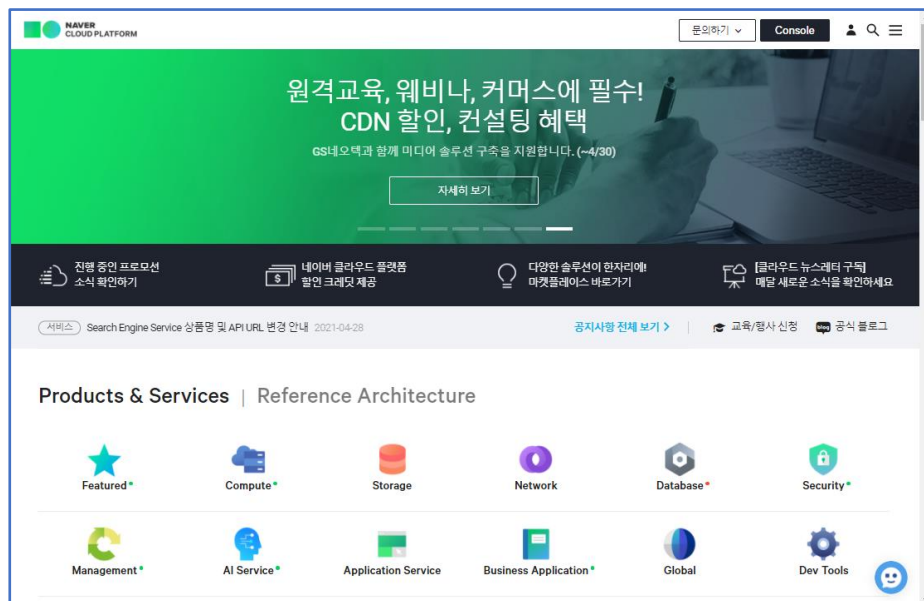 NAVER
CLOUD PLATFORM
문의하기
Console
원격교육, 웨비나, 커머스에 필수!
CDN 할인, 컨설팅 혜택
GS네오텍과 함께 미디어 솔루션 구축을 지원합니다. (~4/30)
자세히 보기
진행 중인 프로모션
소식 확인하기
네이버 클라우드 플랫폼
할인 크레딧 제공
다양한 솔루션이 한자리에!
마켓플레이스 바로가기
[클라우드 뉴스레터 구독]
매달 새로운 소식을 확인하세요
서비스 Search Engine Service 상품명 및 API URL 변경 안내 2021-04-28
공지사항 전체 보기 >
교육/행사 신청
blog 공식 블로그
Products & Services | Reference Architecture
Featured
Compute
Storage
Network
Database
Security
Management
AI Service
Application Service
Business Application
Global
Dev Tools